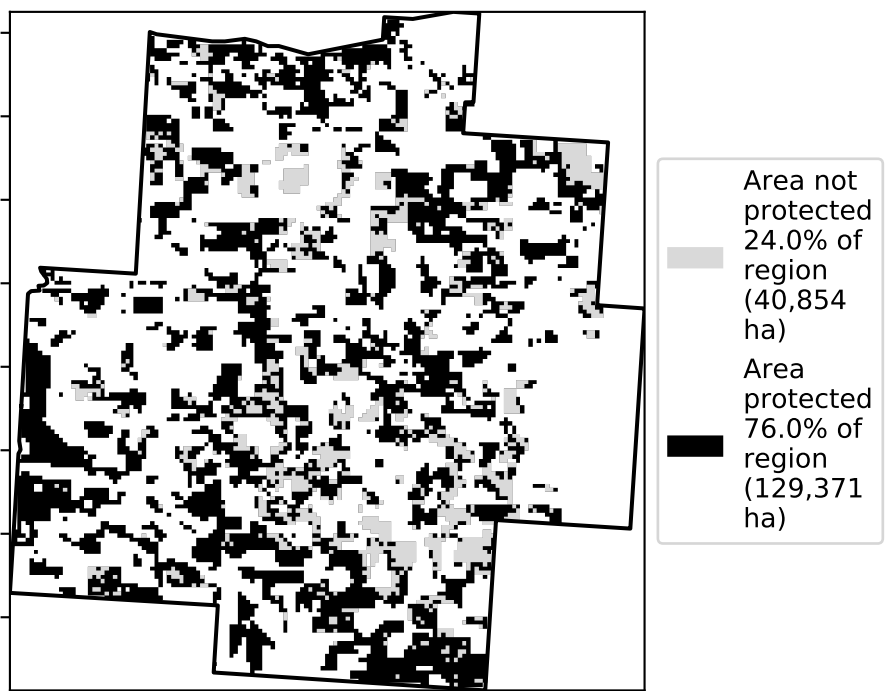 Area not
protected
24.0% of
region
(40,854
ha)
Area
protected
76.0% of
region
(129,371
ha)